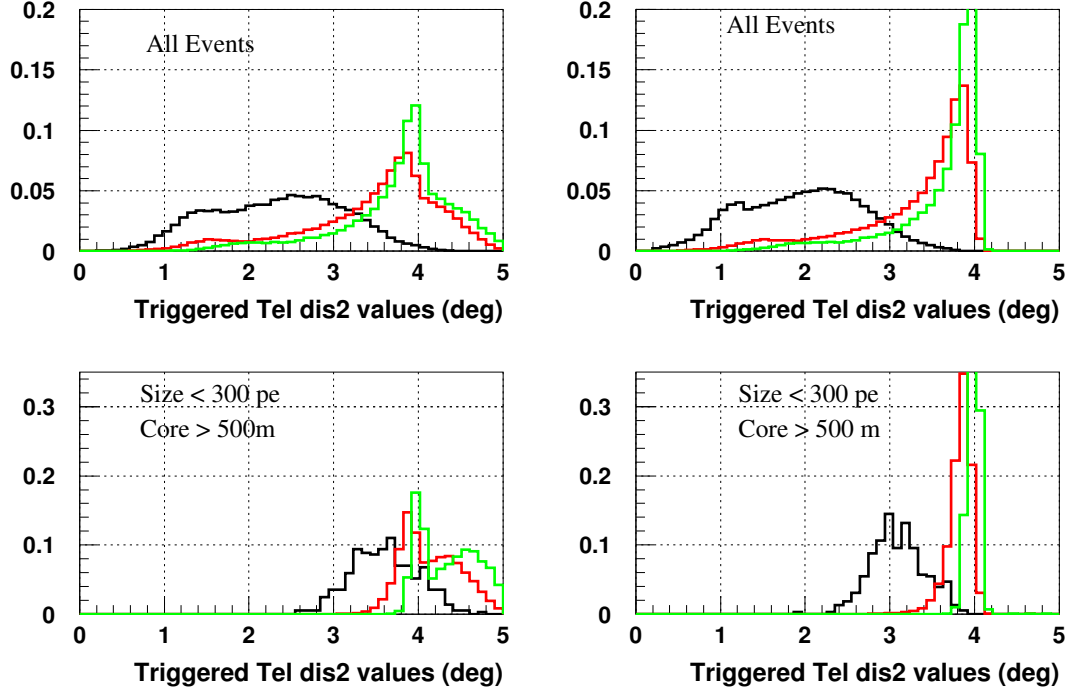 0.2
All Events
0.15
0.1
0.05
0
0 1 2 3 4 5
Triggered Tel dis2 values (deg)
0.2
All Events
0.15
0.1
0.05
0
0 1 2 3 4 5
Triggered Tel dis2 values (deg)
Size < 300 pe
0.3
Core > 500m
0.2
0.1
0
0 1 2 3 4 5
Triggered Tel dis2 values (deg)
Size < 300 pe
0.3
Core > 500 m
0.2
0.1
0
0 1 2 3 4 5
Triggered Tel dis2 values (deg)